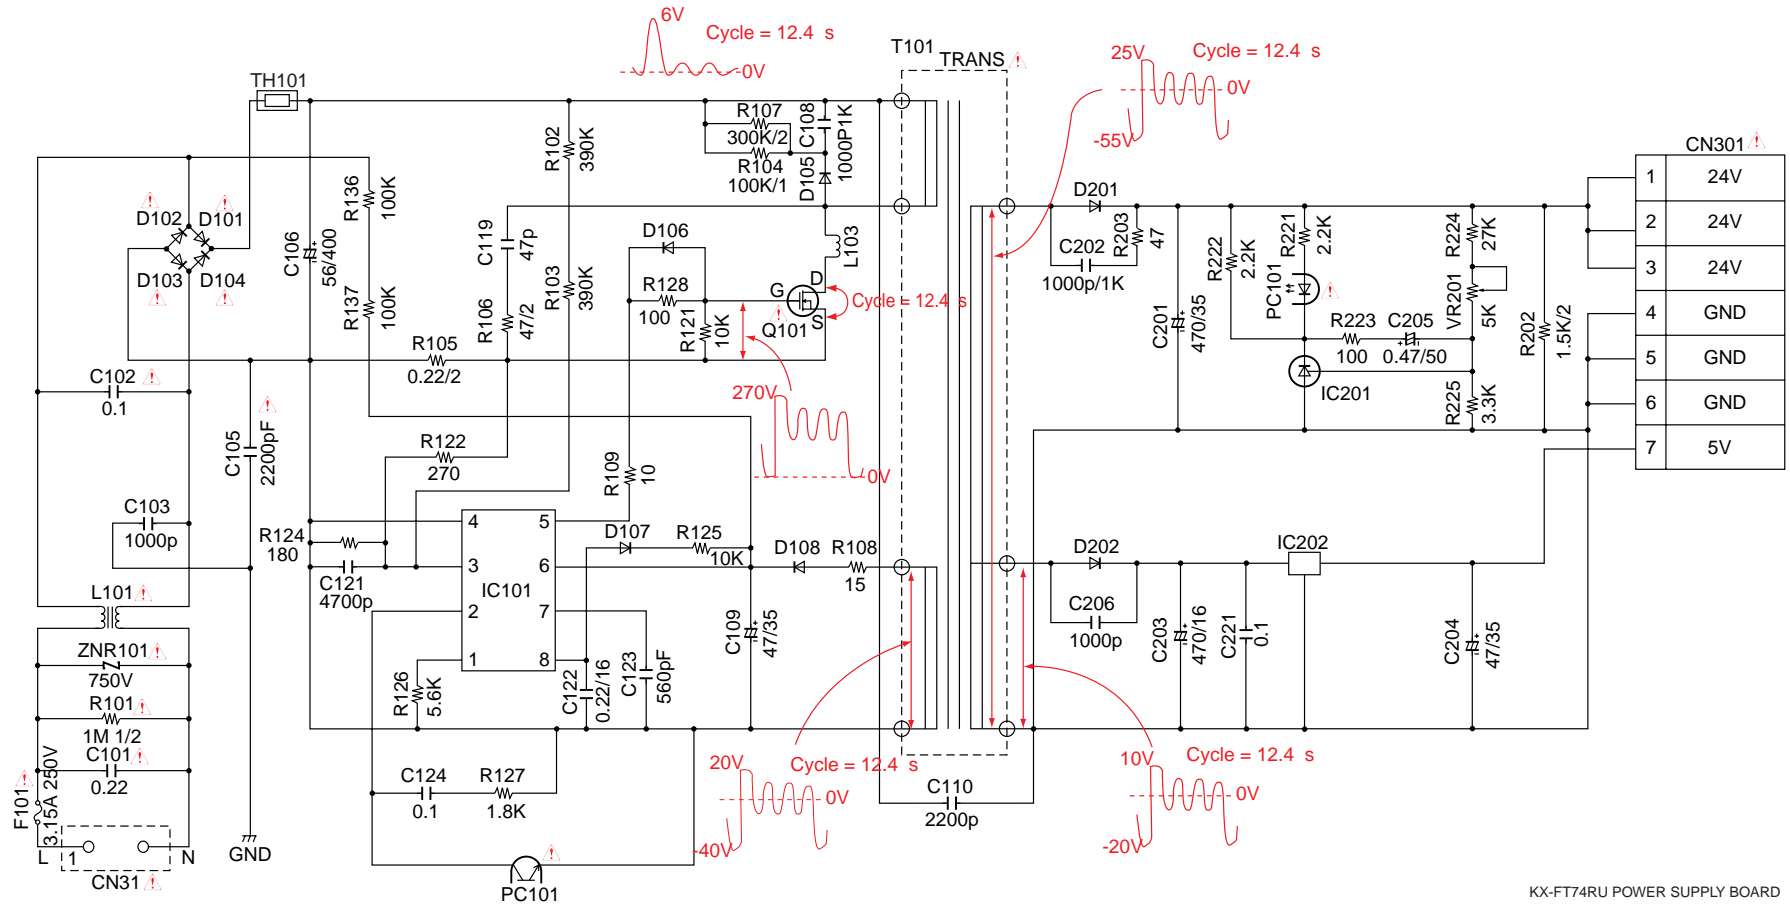 6V
Cycle = 12.4 s
0V
T101
TRANS
25V
Cycle = 12.4 s
0V
-55V
TH101
R107
300K/2
R104
100K/1
C108
1000P1K
D105
R102
390K
R136
100K
D102
D101
D103
D104
C106
56/400
R137
100K
C119
47p
R106
47/2
R103
390K
D106
R128
100
R121
10K
L103
D
G
S
Q101
Cycle = 12.4 s
R105
0.22/2
C102
0.1
C105
2200pF
R122
270
R109
10
270V
0V
C103
1000p
R124
180
C121
4700p
4
3
2
1
5
6
7
8
IC101
D107
R125
10K
D108
R108
15
L101
ZNR101
750V
R101
1M 1/2
C101
0.22
F101
3.15A 250V
L
1
N
CN31
GND
R126
5.6K
C122
0.22/16
C123
560pF
C109
47/35
C124
0.1
R127
1.8K
PC101
20V
Cycle = 12.4 s
0V
-40V
C110
2200p
10V
Cycle = 12.4 s
0V
-20V
D201
C202
1000p/1K
R203
47
C201
470/35
R222
2.2K
R221
2.2K
PC101
R223
100
C205
0.47/50
IC201
R224
27K
VR201
5K
R225
3.3K
R202
1.5K/2
D202
C206
1000p
C203
470/16
C221
0.1
IC202
C204
47/35
CN301
1 24V
2 24V
3 24V
4 GND
5 GND
6 GND
7 5V
KX-FT74RU POWER SUPPLY BOARD